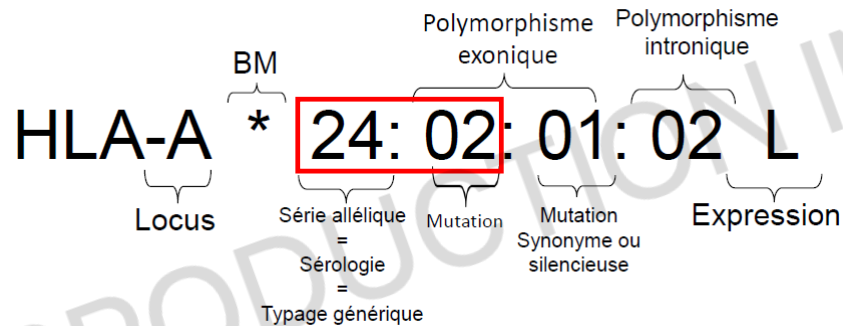 Polymorphisme
exonique
Polymorphisme
intronique
BM
HLA-A * 24: 02: 01: 02 L
Locus
Série allélique
=
Sérologie
=
Typage générique
Mutation
Mutation
Synonyme ou
silencieuse
Expression